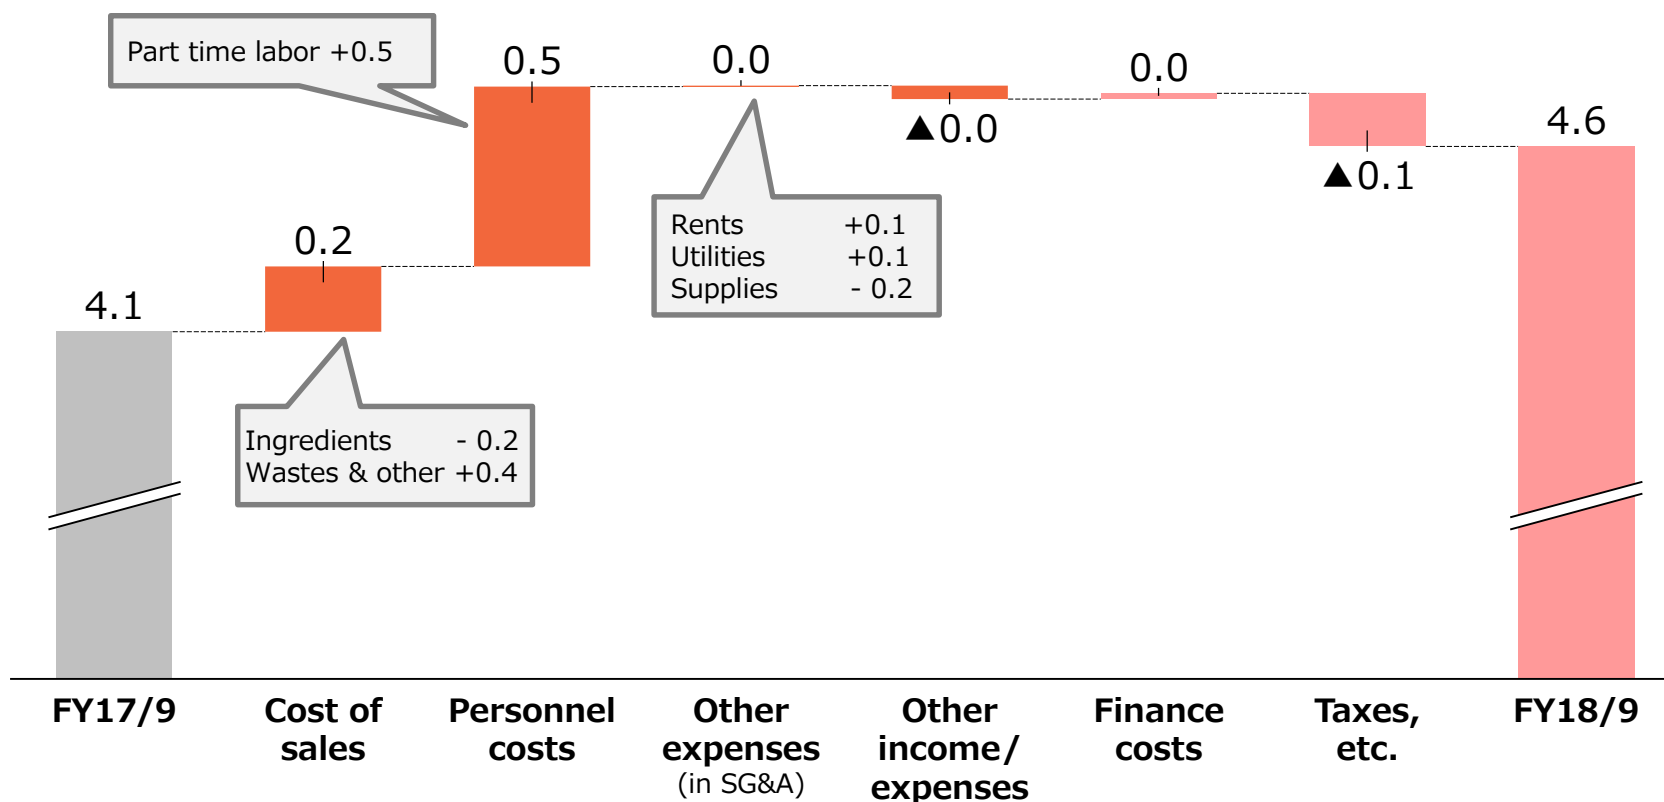 Part time labor +0.5
0.5
0.0
0.0
▲0.0
4.6
▲0.1
Rents +0.1
Utilities +0.1
Supplies - 0.2
0.2
4.1
Ingredients - 0.2
Wastes & other +0.4
FY17/9
Cost of
sales
Personnel
costs
Other
expenses
(in SG&A)
Other
income/
expenses
Finance
costs
Taxes,
etc.
FY18/9